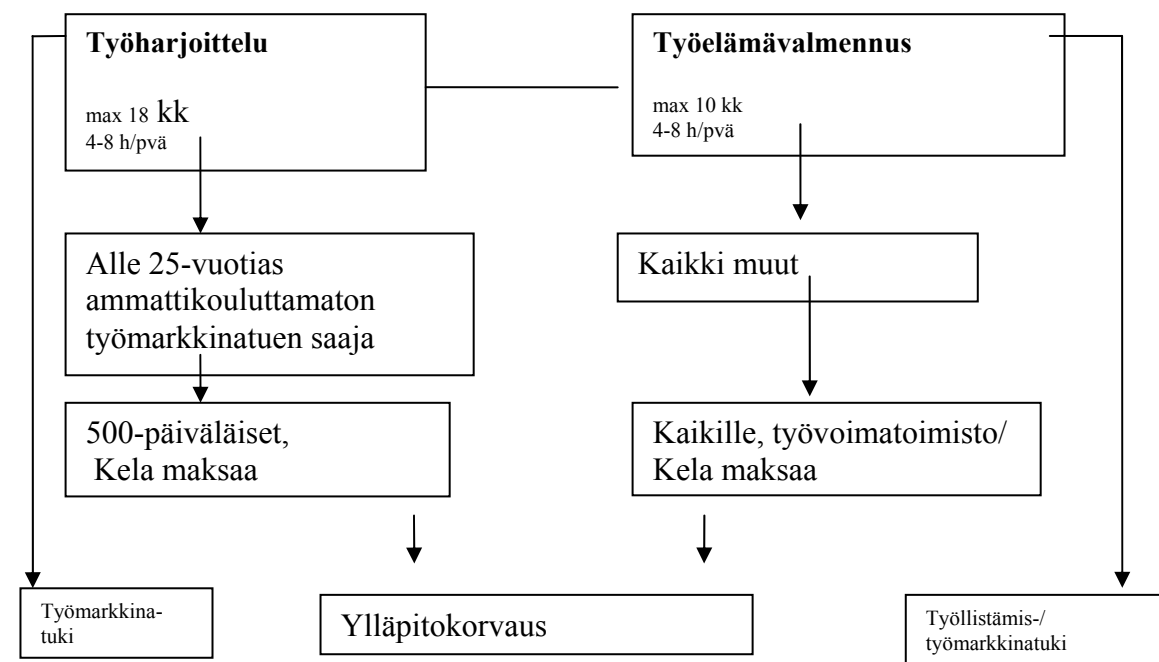 Työharjoittelu
max 18 kk
4-8 h/pvä
Työelämävalmennus
max 10 kk
4-8 h/pvä
Alle 25-vuotias
ammattikouluttamaton
työmarkkinatuen saaja
Kaikki muut
500-päiväläiset,
Kela maksaa
Kaikille, työvoimatoimisto/
Kela maksaa
Työmarkkina-
tuki
Ylläpitokorvaus
Työllistämis-/
työmarkkinatuki